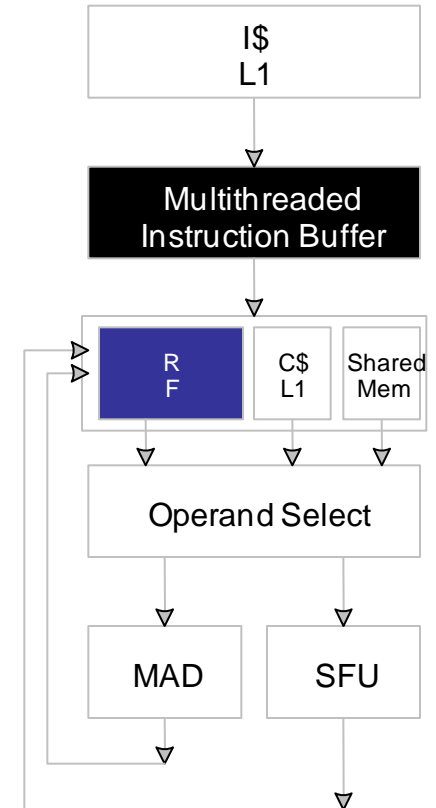 I$
L1
Multithreaded
Instruction Buffer
R
F
C$
L1
Shared
Mem
Operand Select
MAD
SFU